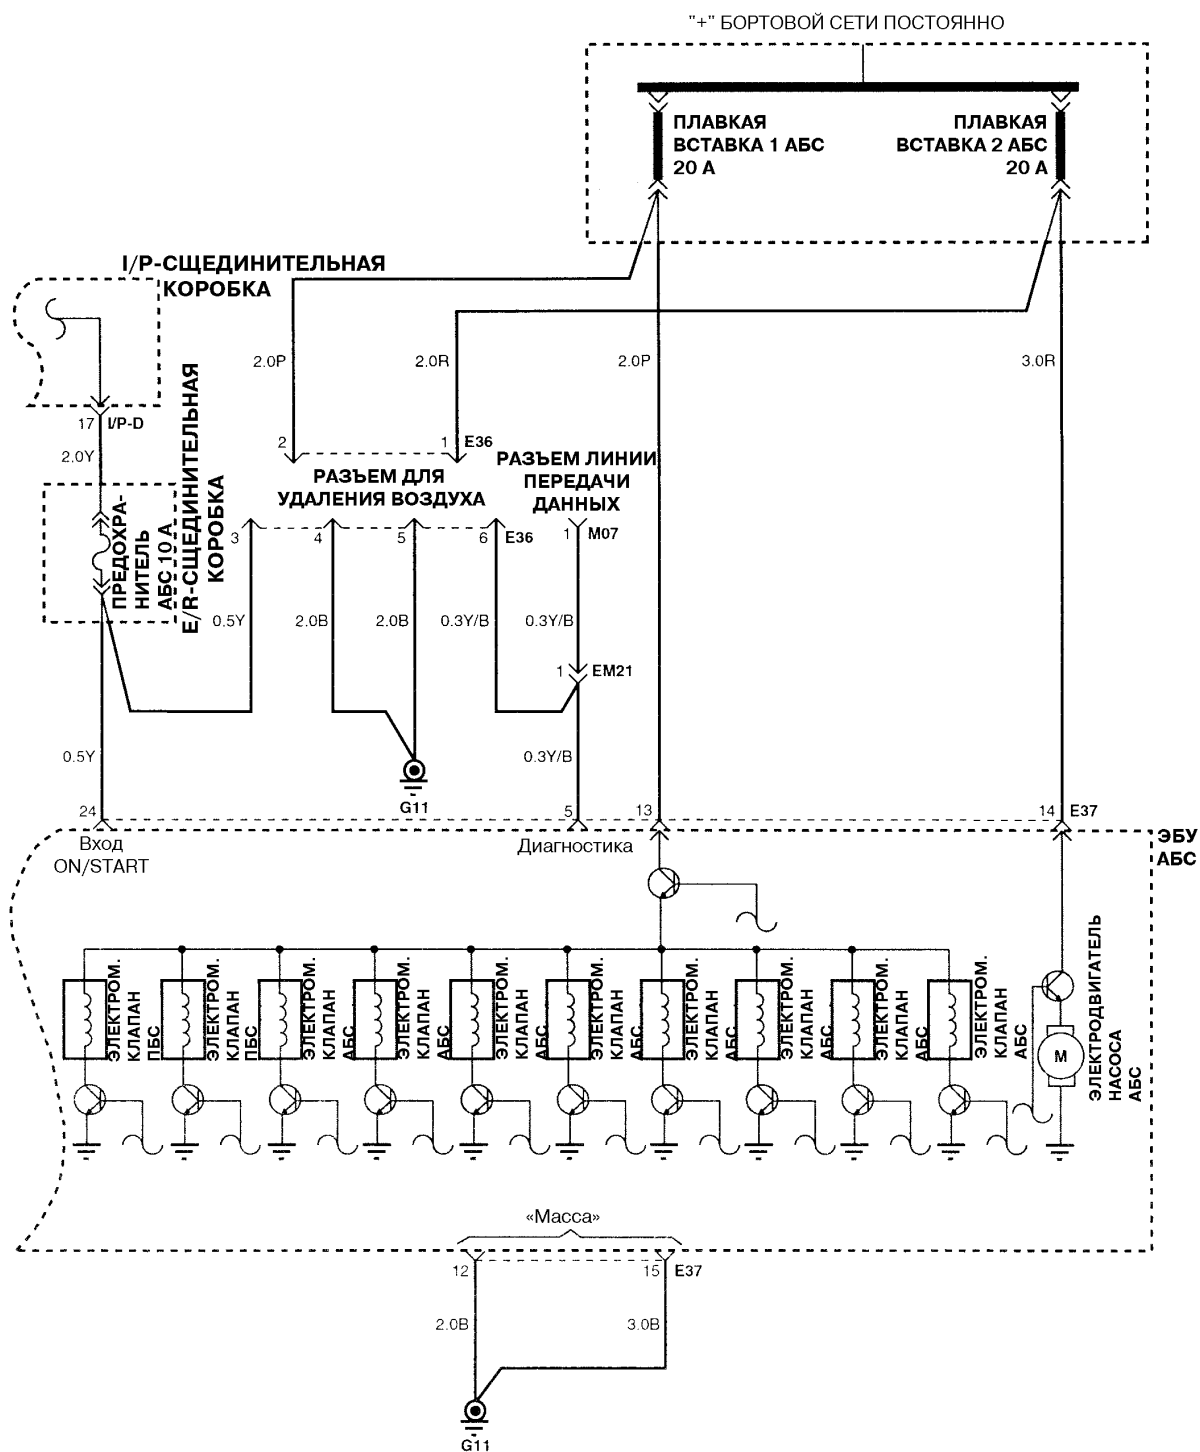 "+" БОРТОВОЙ СЕТИ ПОСТОЯННО
ПЛАВКАЯ
ВСТАВКА 1 АБС
20 А
ПЛАВКАЯ
ВСТАВКА 2 АБС
20 А
I/P-СЩЕДИНИТЕЛЬНАЯ
КОРОБКА
17
I/P-D
2.0Y
2.0P
2.0R
2.0P
3.0R
ПРЕДОХРА-
НИТЕЛЬ
АБС 10 А
E/R-СЩЕДИНИТЕЛЬНАЯ
КОРОБКА
2
1
E36
РАЗЪЕМ ДЛЯ
УДАЛЕНИЯ ВОЗДУХА
РАЗЪЕМ ЛИНИИ
ПЕРЕДАЧИ
ДАННЫХ
3
4
5
6
E36
1
M07
0.5Y
2.0B
2.0B
0.3Y/B
0.3Y/B
1
EM21
0.5Y
0.3Y/B
G11
24
5
13
14
E37
Вход
ON/START
Диагностика
ЭБУ
АБС
ЭЛЕКТРОМ.
КЛАПАН
ПБС
ЭЛЕКТРОМ.
КЛАПАН
ПБС
ЭЛЕКТРОМ.
КЛАПАН
АБС
ЭЛЕКТРОМ.
КЛАПАН
АБС
ЭЛЕКТРОМ.
КЛАПАН
АБС
ЭЛЕКТРОМ.
КЛАПАН
АБС
ЭЛЕКТРОМ.
КЛАПАН
АБС
ЭЛЕКТРОМ.
КЛАПАН
АБС
ЭЛЕКТРОМ.
КЛАПАН
АБС
ЭЛЕКТРОМ.
КЛАПАН
АБС
М
ЭЛЕКТРОДВИГАТЕЛЬ
НАСОСА
АБС
«Масса»
12
15
E37
2.0B
3.0B
G11